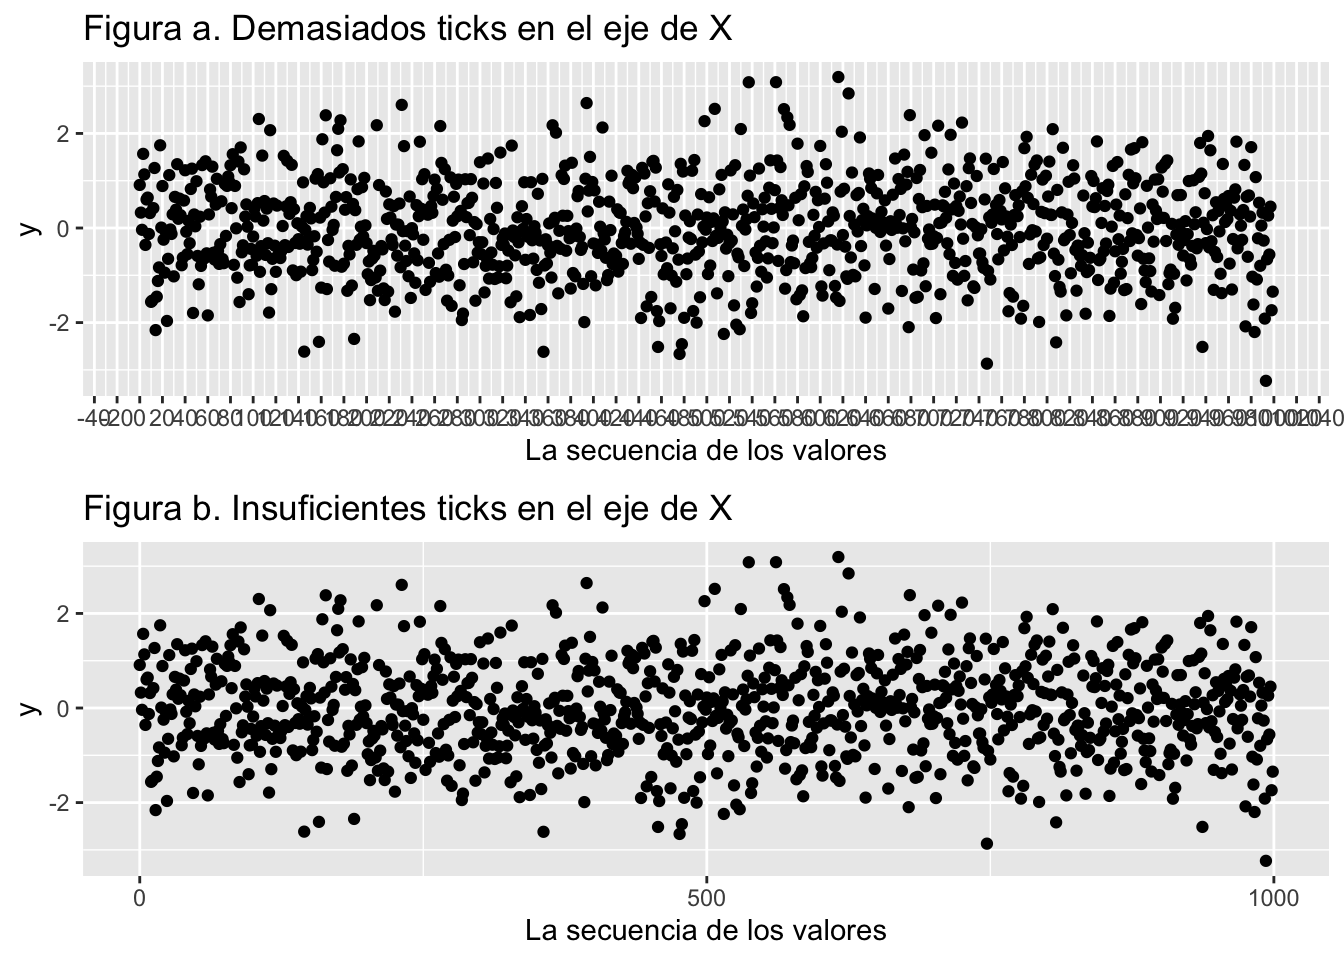 Figura a. Demasiados ticks en el eje de X
2
0
-2
y
La secuencia de los valores
Figura b. Insuficientes ticks en el eje de X
2
0
-2
y
0 500 1000
La secuencia de los valores